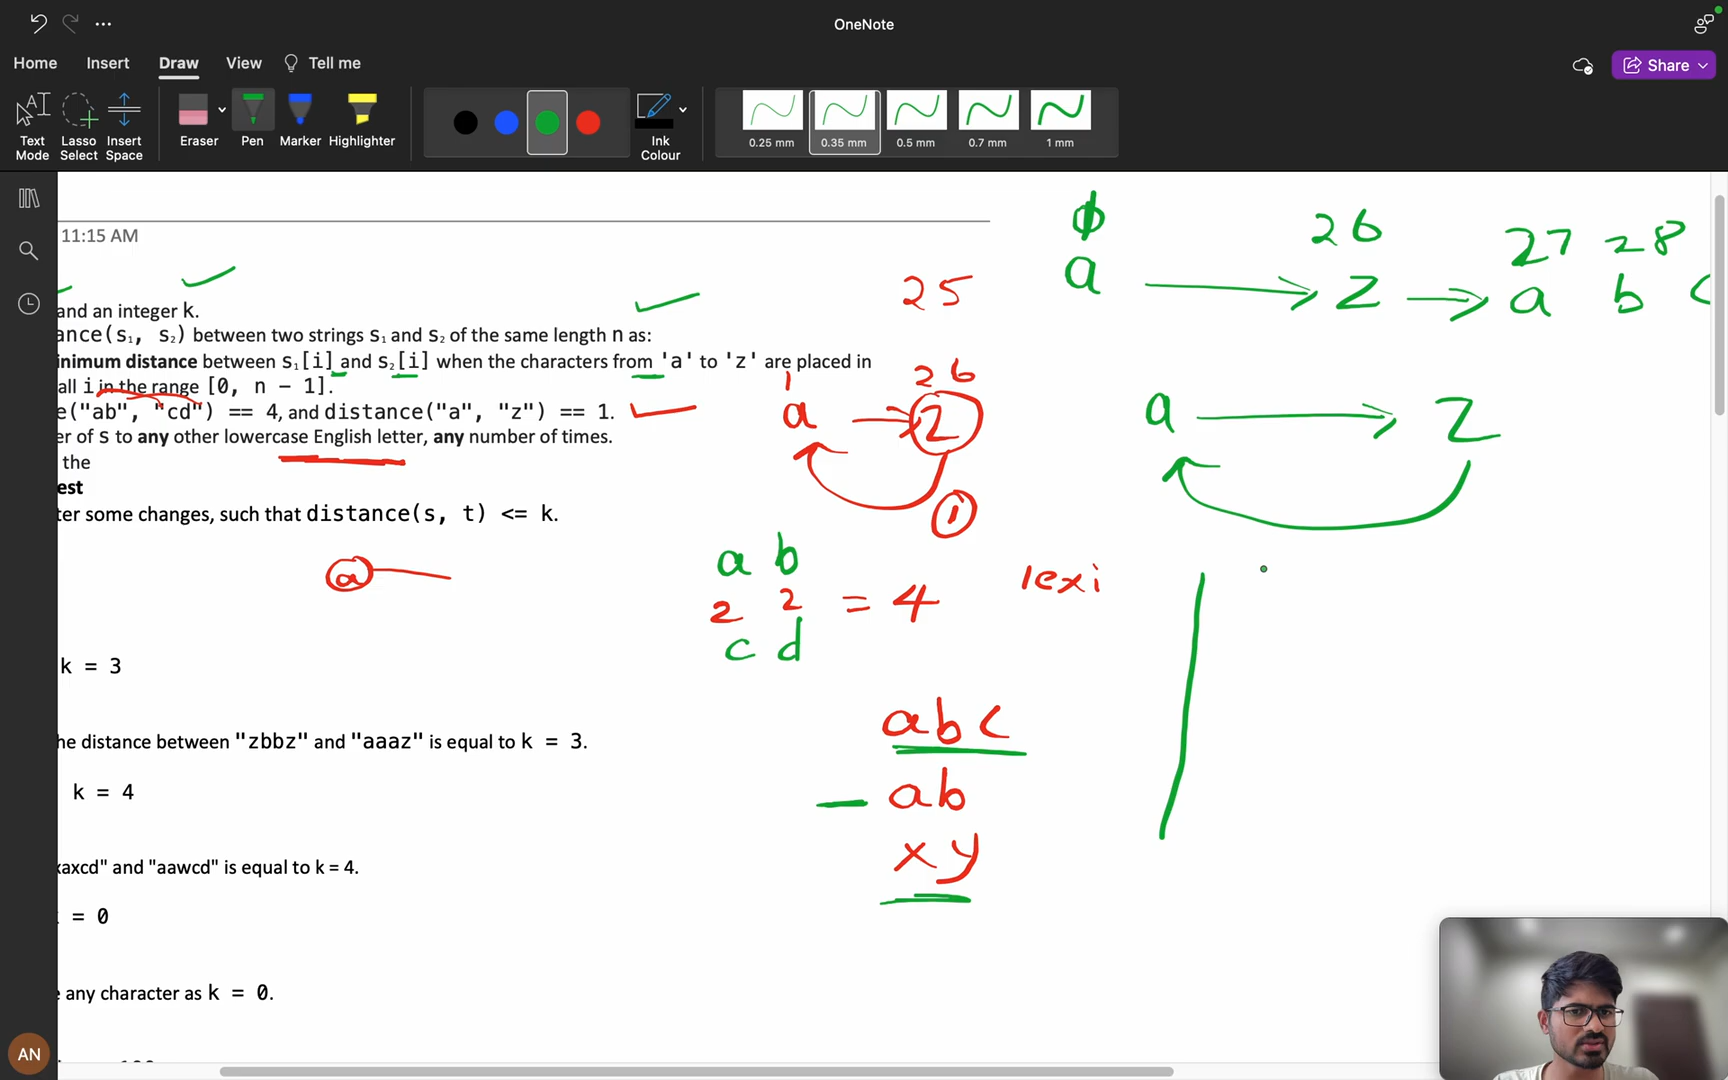 OneNote
Home Insert Draw View Tell me Share
Text Mode Lasso Select Insert Space Eraser Pen Marker Highlighter Ink Colour 0.25 mm 0.35 mm 0.5 mm 0.7 mm 1 mm
11:15 AM
and an integer k.
ance(s₁, s₂) between two strings s₁ and s₂ of the same length n as:
inimum distance between s₁[i] and s₂[i] when the characters from 'a' to 'z' are placed in
all i in the range [0, n - 1].
e("ab", "cd") == 4, and distance("a", "z") == 1.
er of s to any other lowercase English letter, any number of times.
the
est
ter some changes, such that distance(s, t) <= k.
a
k = 3
he distance between "zbbz" and "aaaz" is equal to k = 3.
k = 4
xaxcd" and "aawcd" is equal to k = 4.
= 0
e any character as k = 0.
25
1 26
a z
1
a b
2 2 = 4
c d
lexi
a b c
a b
x y
26 27 28
a z a b c
a z
AN